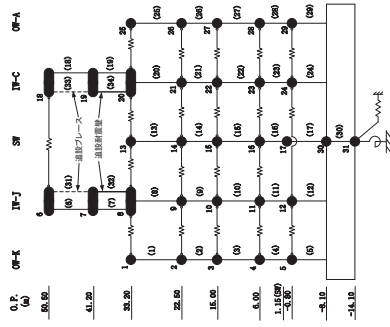 O.P. (m) OW-K IW-J SW IW-C OW-A
50.50 6 18
(6) (31) 追設ブレース (33) (18)
41.20 7 19
(7) (32) 追設耐震壁 (34) (19)
33.20 1 8 13 20 25
(1) (8) (13) (20) (25)
22.50 2 9 14 21 26
(2) (9) (14) (21) (26)
15.00 3 10 15 22 27
(3) (10) (15) (22) (27)
6.00 4 11 16 23 28
(4) (11) (16) (23) (28)
1.15(SW) 17
-0.80 5 12 24 29
(5) (12) (17) (24) (29)
-8.10 30
(30)
-14.10 31